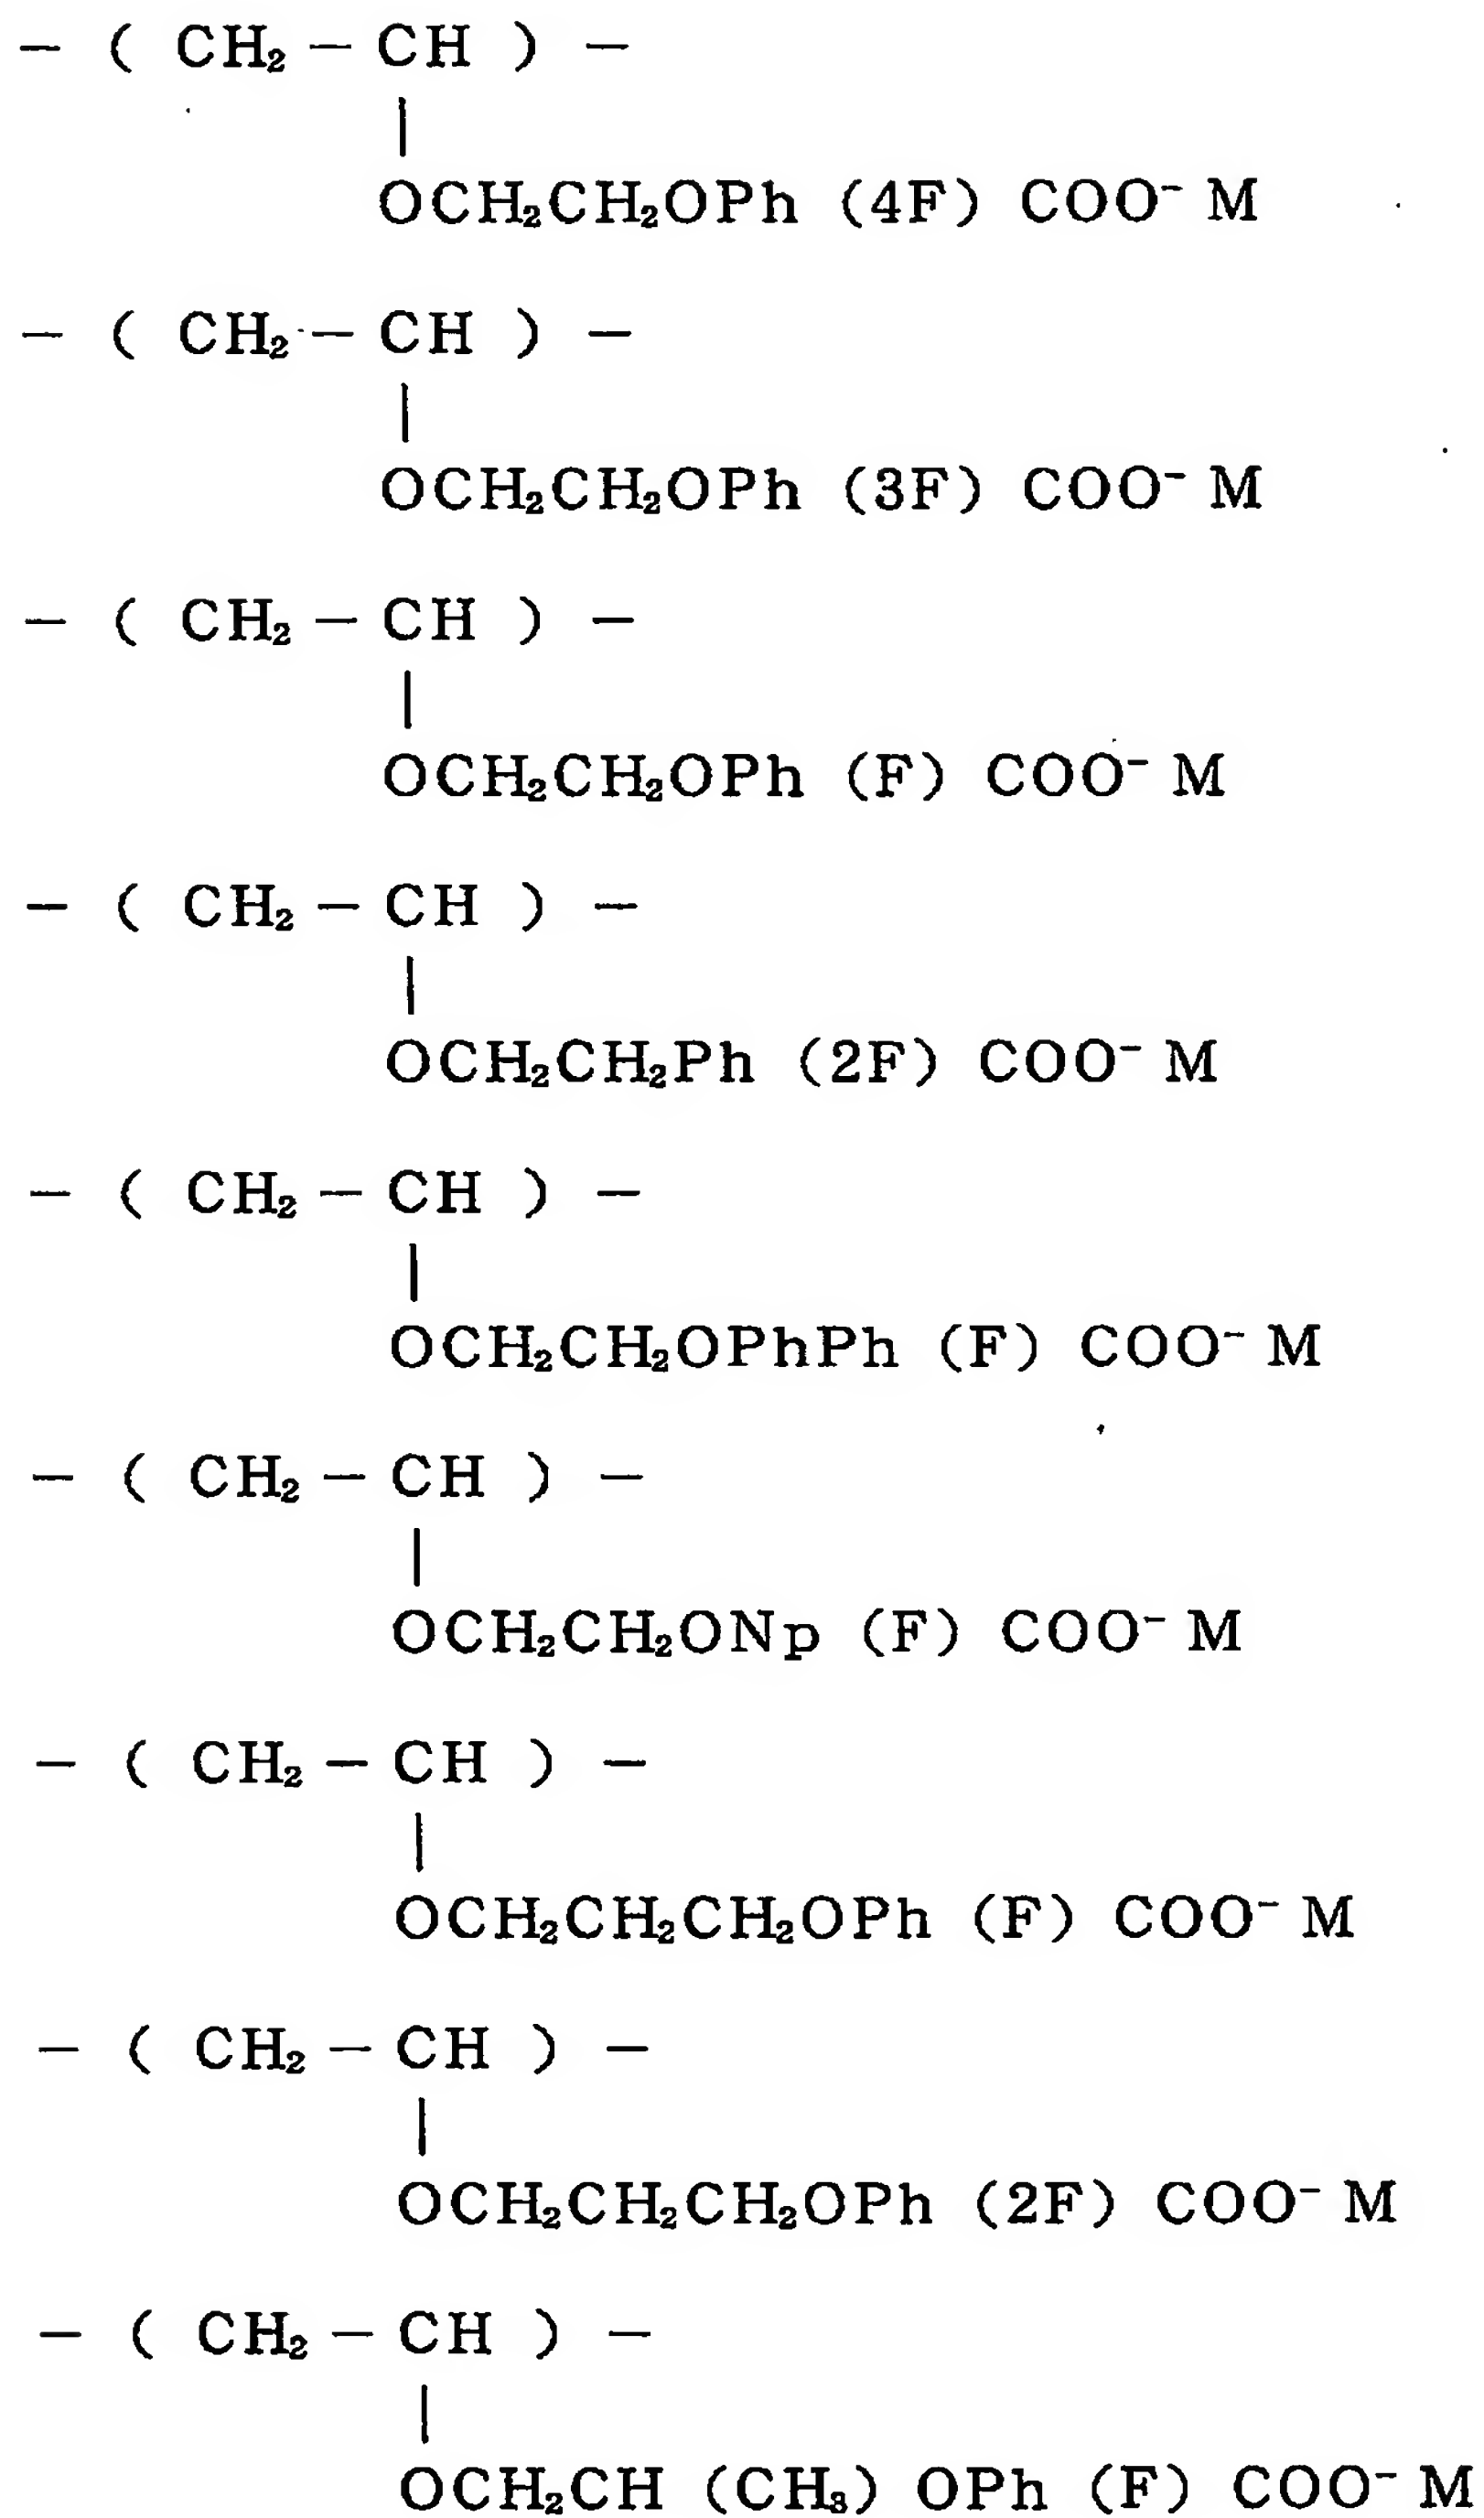 — ( CH₂ — CH ) —
|
OCH₂CH₂OPh (4F) COO⁻ M
— ( CH₂ — CH ) —
|
OCH₂CH₂OPh (3F) COO⁻ M
— ( CH₂ — CH ) —
|
OCH₂CH₂OPh (F) COO⁻ M
— ( CH₂ — CH ) —
|
OCH₂CH₂Ph (2F) COO⁻ M
— ( CH₂ — CH ) —
|
OCH₂CH₂OPhPh (F) COO⁻ M
— ( CH₂ — CH ) —
|
OCH₂CH₂ONp (F) COO⁻ M
— ( CH₂ — CH ) —
|
OCH₂CH₂CH₂OPh (F) COO⁻ M
— ( CH₂ — CH ) —
|
OCH₂CH₂CH₂OPh (2F) COO⁻ M
— ( CH₂ — CH ) —
|
OCH₂CH (CH₃) OPh (F) COO⁻ M